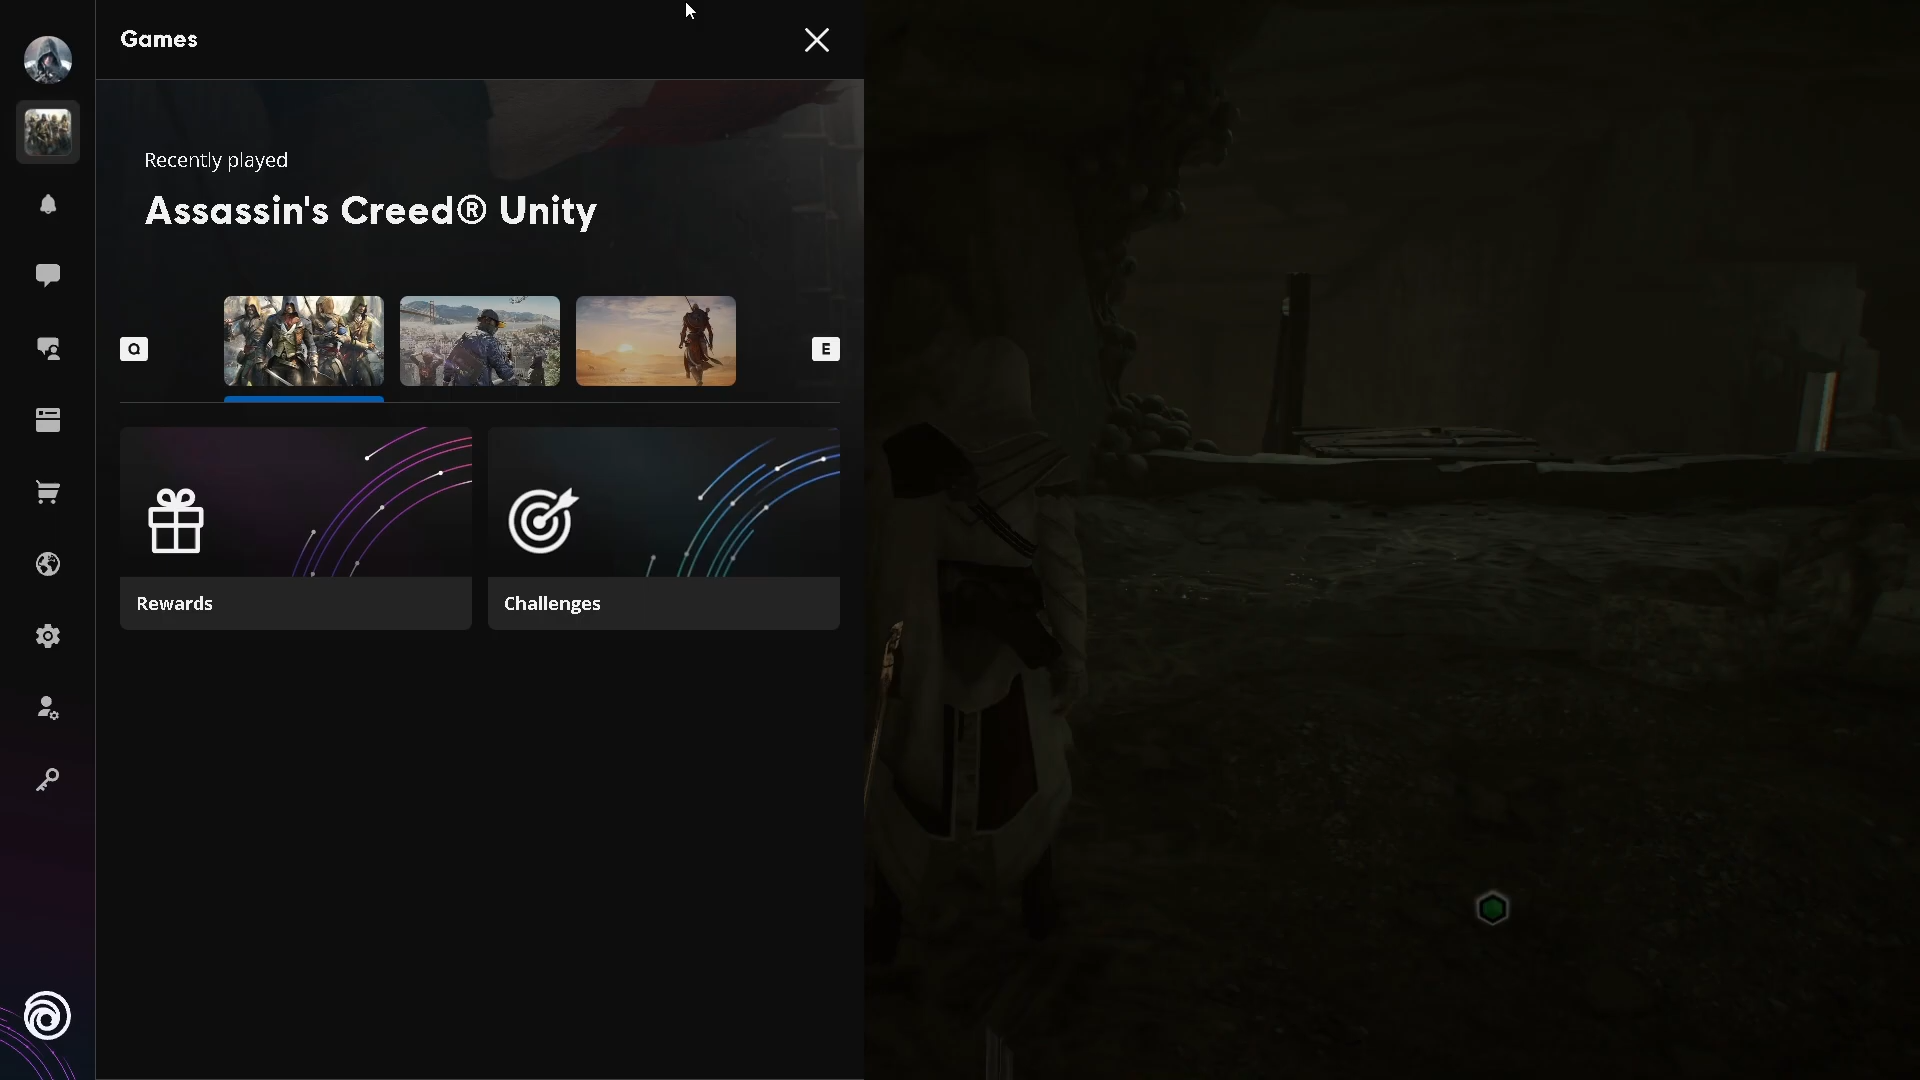 Games
Recently played
Assassin's Creed® Unity
Q
E
Rewards
Challenges